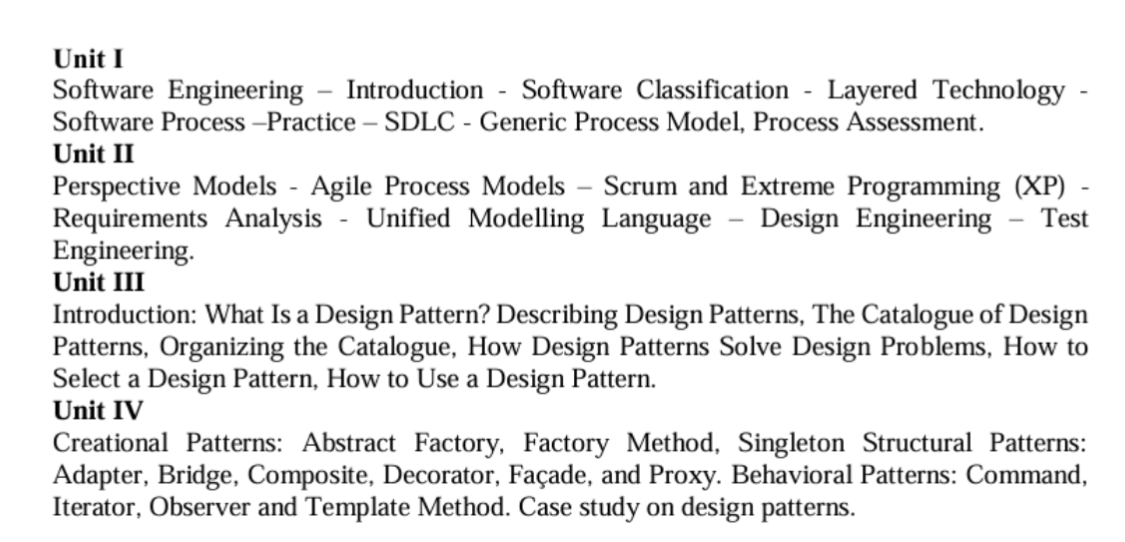 Unit I
Software Engineering – Introduction - Software Classification - Layered Technology -
Software Process –Practice – SDLC - Generic Process Model, Process Assessment.
Unit II
Perspective Models - Agile Process Models – Scrum and Extreme Programming (XP) -
Requirements Analysis - Unified Modelling Language – Design Engineering – Test
Engineering.
Unit III
Introduction: What Is a Design Pattern? Describing Design Patterns, The Catalogue of Design
Patterns, Organizing the Catalogue, How Design Patterns Solve Design Problems, How to
Select a Design Pattern, How to Use a Design Pattern.
Unit IV
Creational Patterns: Abstract Factory, Factory Method, Singleton Structural Patterns:
Adapter, Bridge, Composite, Decorator, Façade, and Proxy. Behavioral Patterns: Command,
Iterator, Observer and Template Method. Case study on design patterns.